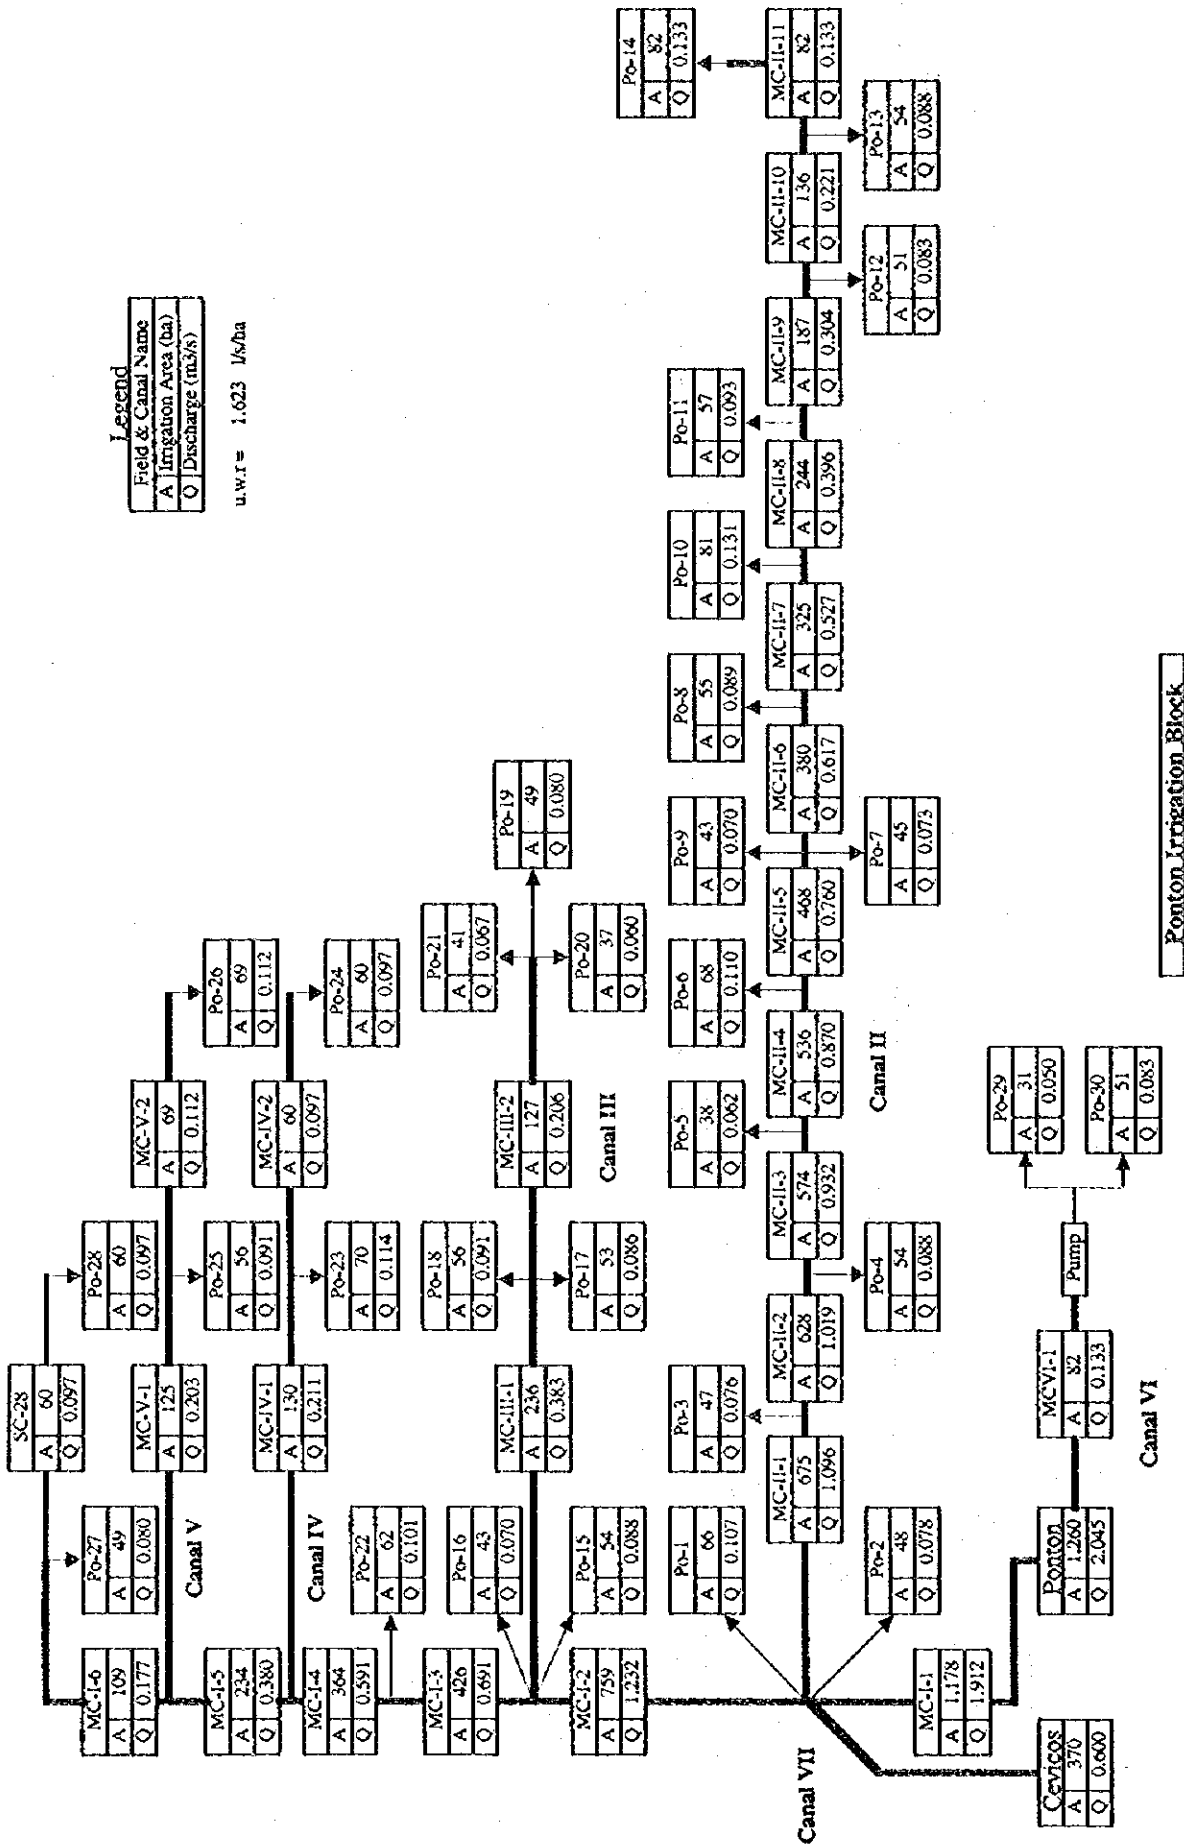 Legend
Field & Canal Name
A Irrigation Area (ha)
Q Discharge (m3/s)
u.w.r = 1.623 l/s/ha
SC-28
A 60
Q 0.097
Po-27
A 49
Q 0.080
Po-28
A 60
Q 0.097
MC-I-6
A 109
Q 0.177
MC-V-1
A 125
Q 0.203
MC-V-2
A 69
Q 0.112
Canal V
Po-25
A 56
Q 0.091
Po-26
A 69
Q 0.112
MC-I-5
A 234
Q 0.380
MC-IV-1
A 130
Q 0.211
MC-IV-2
A 60
Q 0.097
Canal IV
Po-23
A 70
Q 0.114
Po-24
A 60
Q 0.097
MC-I-4
A 364
Q 0.591
Po-22
A 62
Q 0.101
MC-I-3
A 426
Q 0.691
Po-16
A 43
Q 0.070
Po-18
A 56
Q 0.091
Po-21
A 41
Q 0.067
MC-III-1
A 236
Q 0.383
MC-III-2
A 127
Q 0.206
Po-19
A 49
Q 0.080
Po-15
A 54
Q 0.088
Po-17
A 53
Q 0.086
Po-20
A 37
Q 0.060
Canal III
MC-I-2
A 759
Q 1.232
Po-1
A 66
Q 0.107
Po-3
A 47
Q 0.076
Po-5
A 38
Q 0.062
Po-6
A 68
Q 0.110
Po-9
A 43
Q 0.070
Po-8
A 55
Q 0.089
Po-10
A 81
Q 0.131
Po-11
A 57
Q 0.093
Po-14
A 82
Q 0.133
Canal VII
MC-II-1
A 675
Q 1.096
MC-II-2
A 628
Q 1.019
MC-II-3
A 574
Q 0.932
MC-II-4
A 536
Q 0.870
MC-II-5
A 468
Q 0.760
MC-II-6
A 380
Q 0.617
MC-II-7
A 325
Q 0.527
MC-II-8
A 244
Q 0.396
MC-II-9
A 187
Q 0.304
MC-II-10
A 136
Q 0.221
MC-II-11
A 82
Q 0.133
Po-2
A 48
Q 0.078
Po-4
A 54
Q 0.088
Canal II
Po-7
A 45
Q 0.073
Po-12
A 51
Q 0.083
Po-13
A 54
Q 0.088
MC-I-1
A 1.178
Q 1.912
Cevicos
A 370
Q 0.600
Ponton
A 1.260
Q 2.045
MCVI-1
A 82
Q 0.133
Pump
Po-29
A 31
Q 0.050
Po-30
A 51
Q 0.083
Canal VI
Ponton Irrigation Block